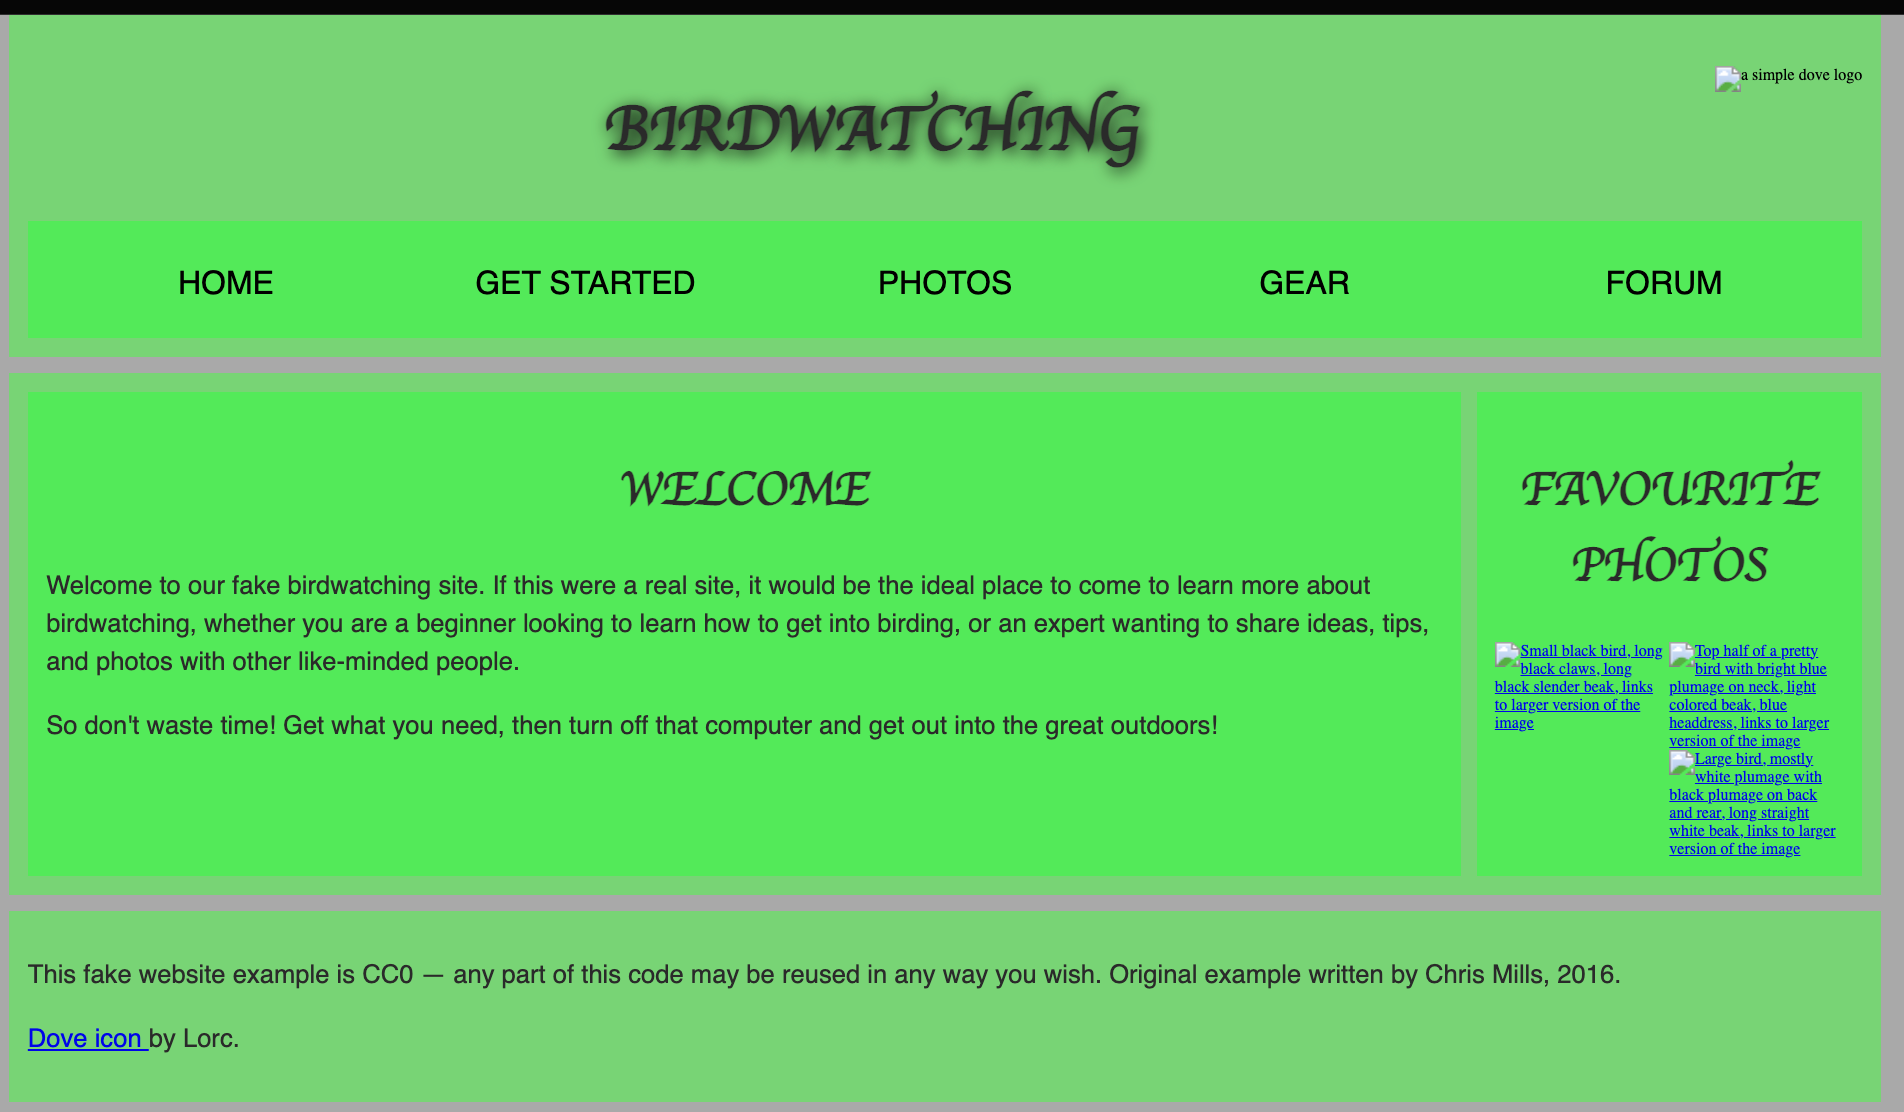 BIRDWATCHING
a simple dove logo
HOME
GET STARTED
PHOTOS
GEAR
FORUM
WELCOME
Welcome to our fake birdwatching site. If this were a real site, it would be the ideal place to come to learn more about
birdwatching, whether you are a beginner looking to learn how to get into birding, or an expert wanting to share ideas, tips,
and photos with other like-minded people.
So don't waste time! Get what you need, then turn off that computer and get out into the great outdoors!
FAVOURITE
PHOTOS
Small black bird, long
black claws, long
black slender beak, links
to larger version of the
image
Top half of a pretty
bird with bright blue
plumage on neck, light
colored beak, blue
headdress, links to larger
version of the image
Large bird, mostly
white plumage with
black plumage on back
and rear, long straight
white beak, links to larger
version of the image
This fake website example is CC0 — any part of this code may be reused in any way you wish. Original example written by Chris Mills, 2016.
Dove icon by Lorc.